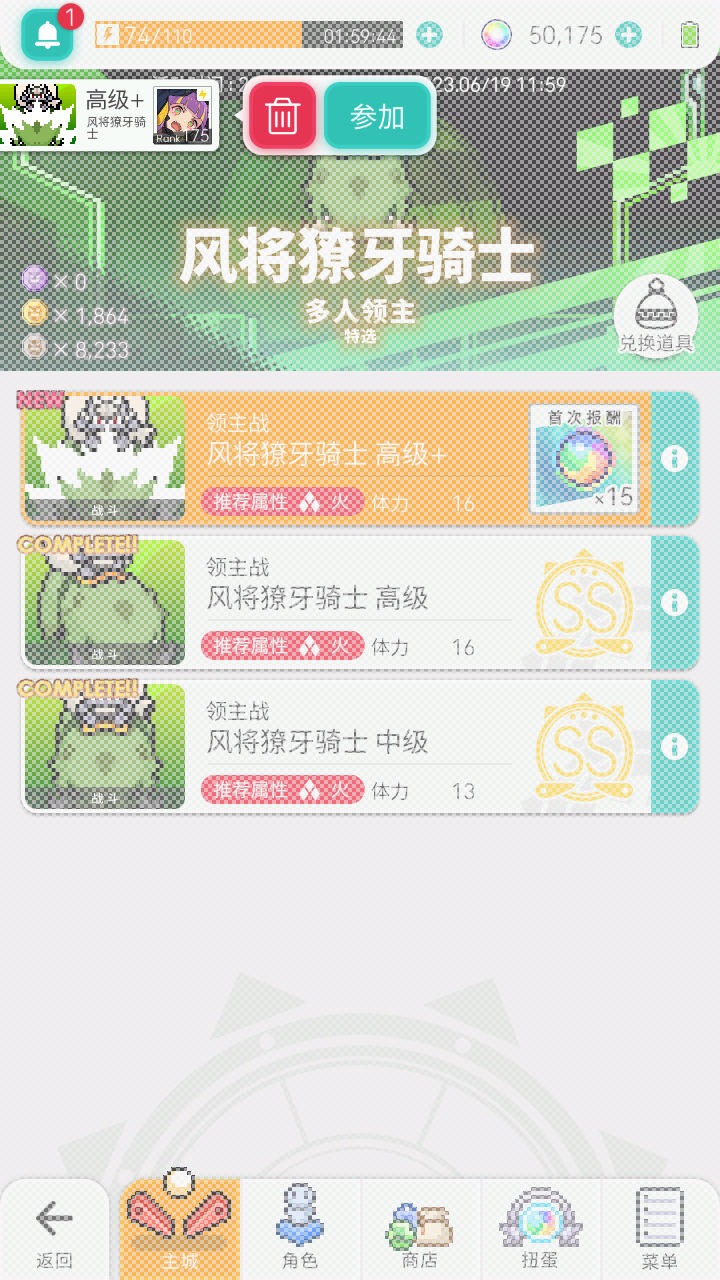 1
74/110
01:59:44
50,175
高级+
风将獠牙骑士
Rank 175
参加
23.06/19 11:59
风将獠牙骑士
多人领主
特选
×0
×1,864
×8,233
兑换道具
NEW
领主战
风将獠牙骑士 高级+
推荐属性 火 体力 16
战斗
首次报酬
×15
COMPLETE!!
领主战
风将獠牙骑士 高级
推荐属性 火 体力 16
战斗
SS
COMPLETE!!
领主战
风将獠牙骑士 中级
推荐属性 火 体力 13
战斗
SS
返回
主城
角色
商店
扭蛋
菜单